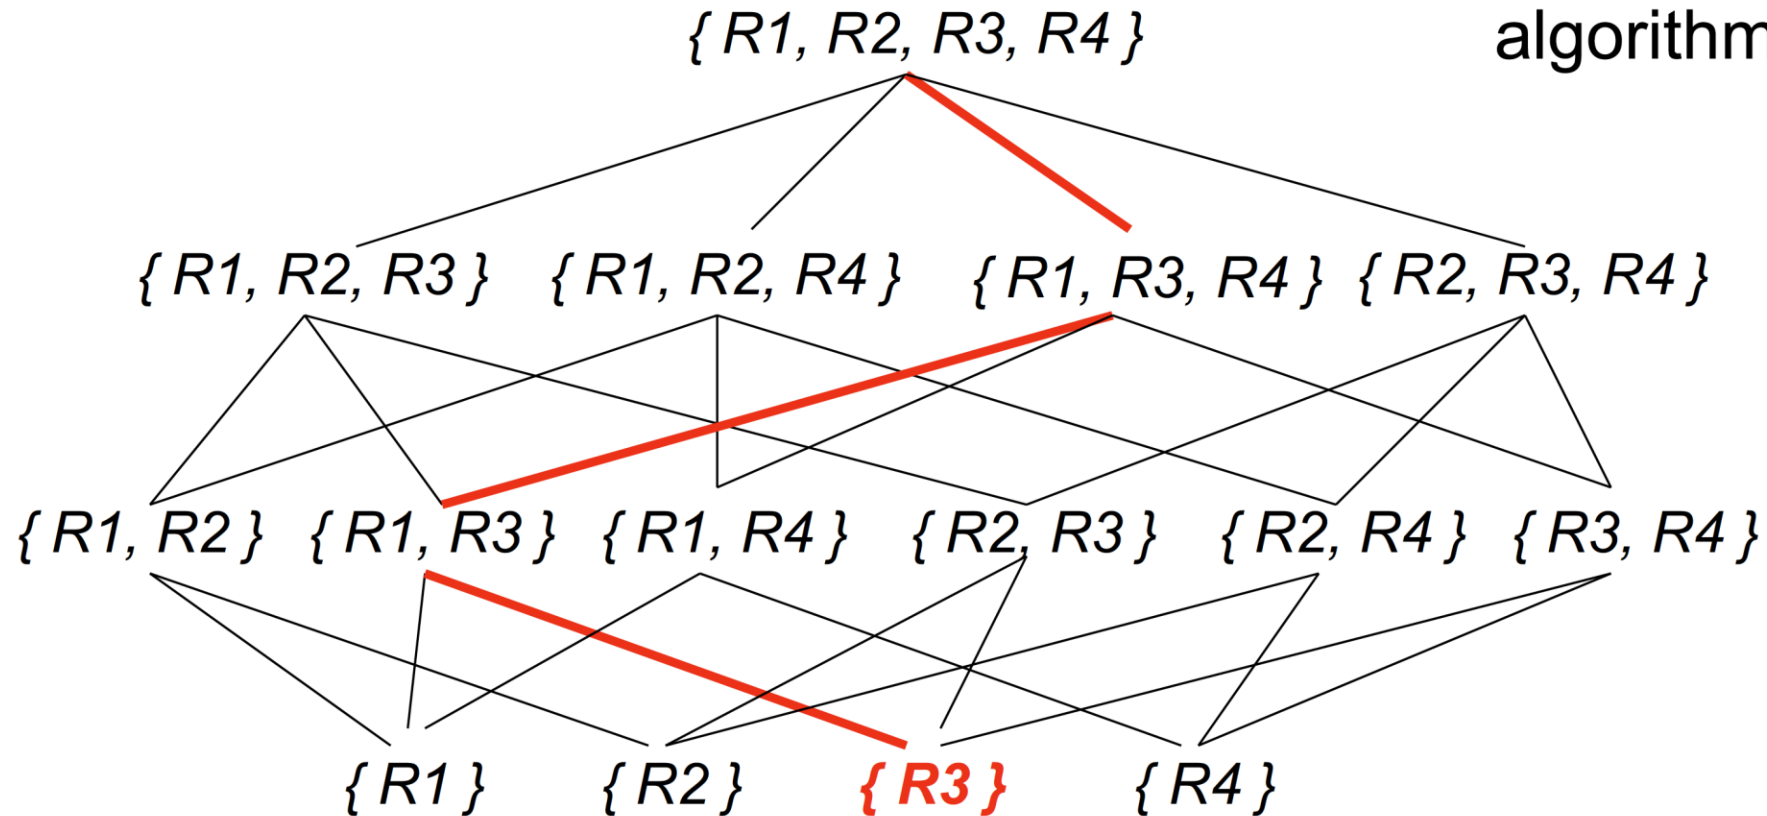 { R1, R2, R3, R4 } algorithm
{ R1, R2, R3 } { R1, R2, R4 } { R1, R3, R4 } { R2, R3, R4 }
{ R1, R2 } { R1, R3 } { R1, R4 } { R2, R3 } { R2, R4 } { R3, R4 }
{ R1 } { R2 } { R3 } { R4 }